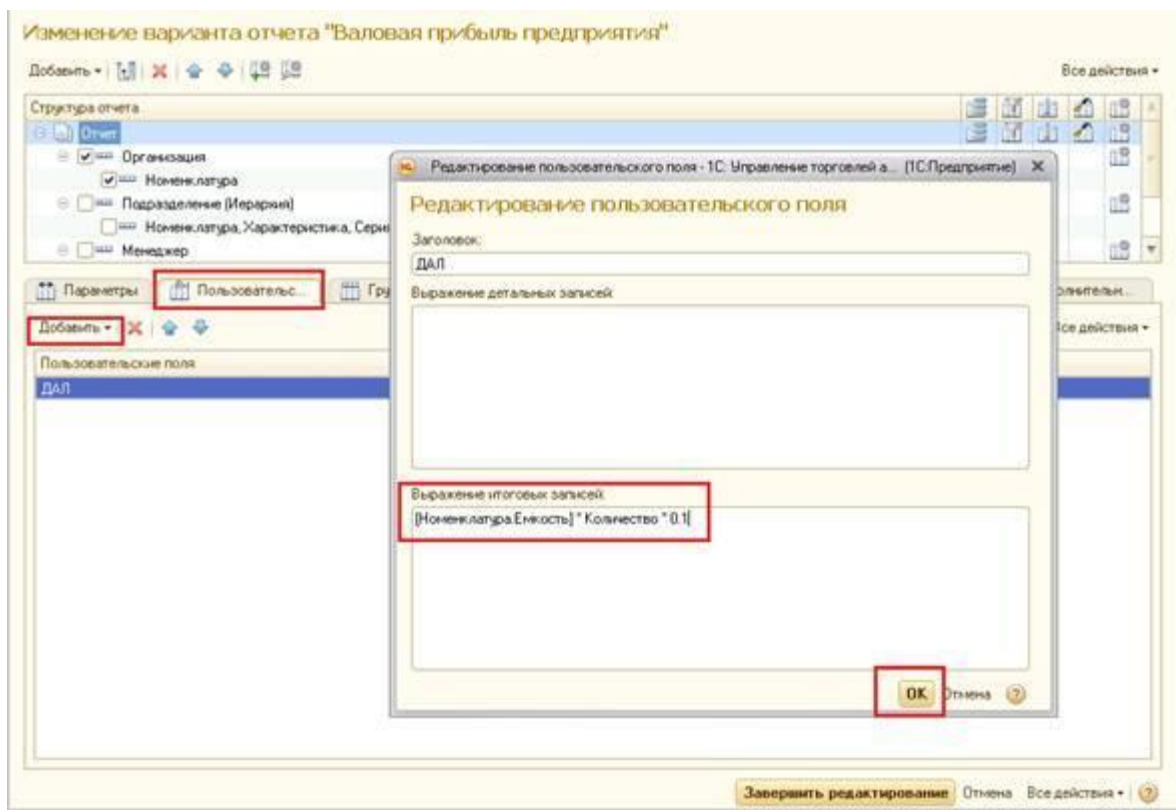 Изменение варианта отчета "Валовая прибыль предприятия"
Добавить Все действия
Структура отчета
Отчет
Организация
Номенклатура
Подразделение (Иерархия)
Номенклатура, Характеристика, Сери
Менеджер
Редактирование пользовательского поля - 1С: Управление торговлей а... (1С:Предприятие)
Редактирование пользовательского поля
Заголовок:
ДАЛ
Выражение детальных записей:
Выражение итоговых записей:
[Номенклатура.Емкость] * Количество * 0.1
OK Отмена
Параметры Пользовательс... Гру лнительн...
Добавить Все действия
Пользовательские поля
ДАЛ
Завершить редактирование Отмена Все действия